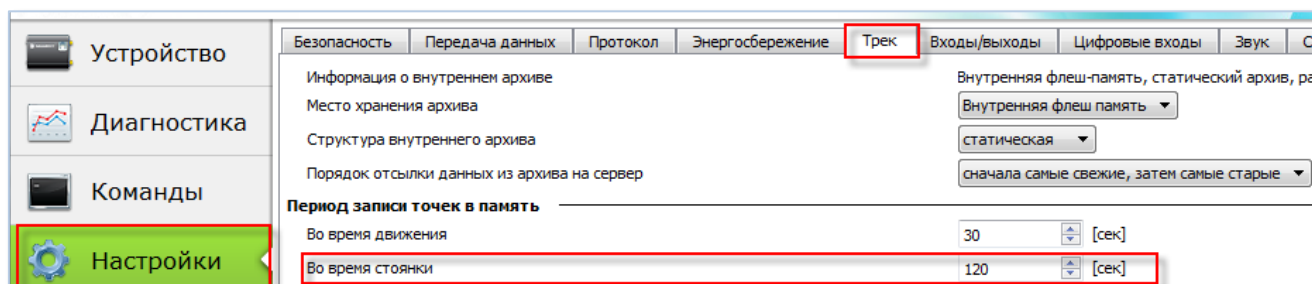 Устройство
Диагностика
Команды
Настройки
Безопасность Передача данных Протокол Энергосбережение Трек Входы/выходы Цифровые входы Звук
Информация о внутреннем архиве Внутренняя флеш-память, статический архив, ра
Место хранения архива Внутренняя флеш память
Структура внутреннего архива статическая
Порядок отсылки данных из архива на сервер сначала самые свежие, затем самые старые
Период записи точек в память
Во время движения 30 [сек]
Во время стоянки 120 [сек]